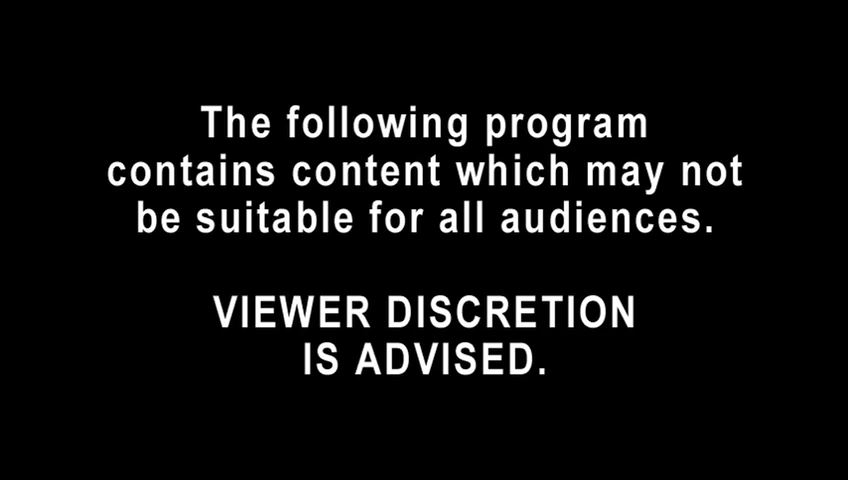 The following program
contains content which may not
be suitable for all audiences.
VIEWER DISCRETION
IS ADVISED.